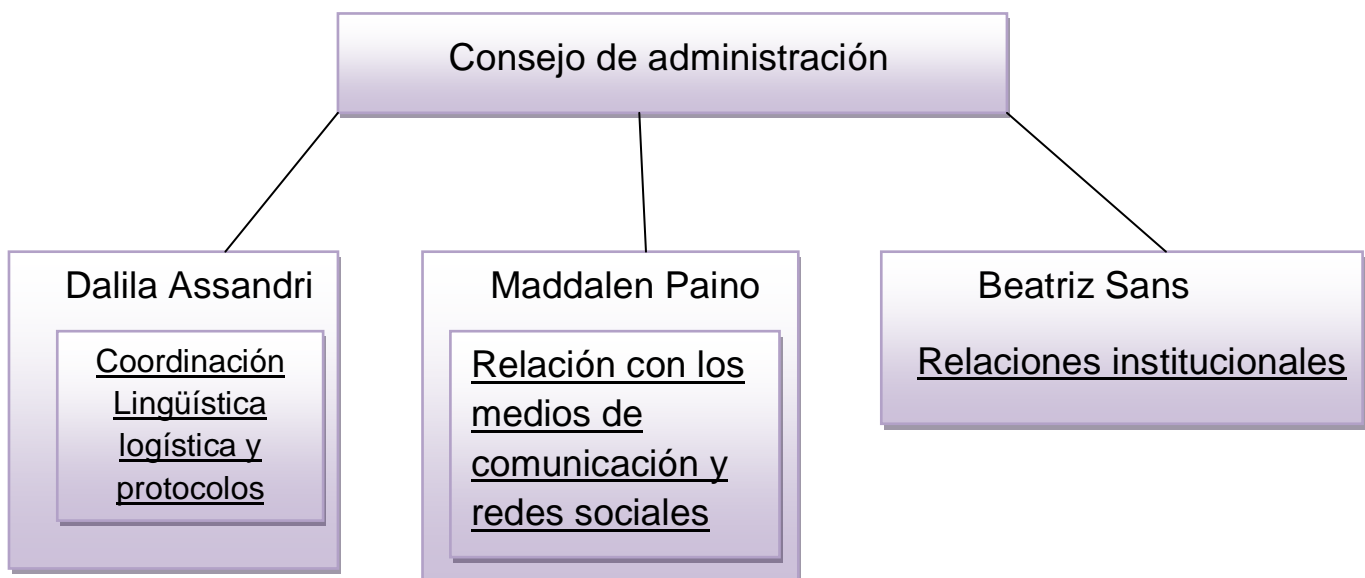 Consejo de administración
Dalila Assandri
Coordinación
Lingüística
logística y
protocolos
Maddalen Paino
Relación con los
medios de
comunicación y
redes sociales
Beatriz Sans
Relaciones institucionales